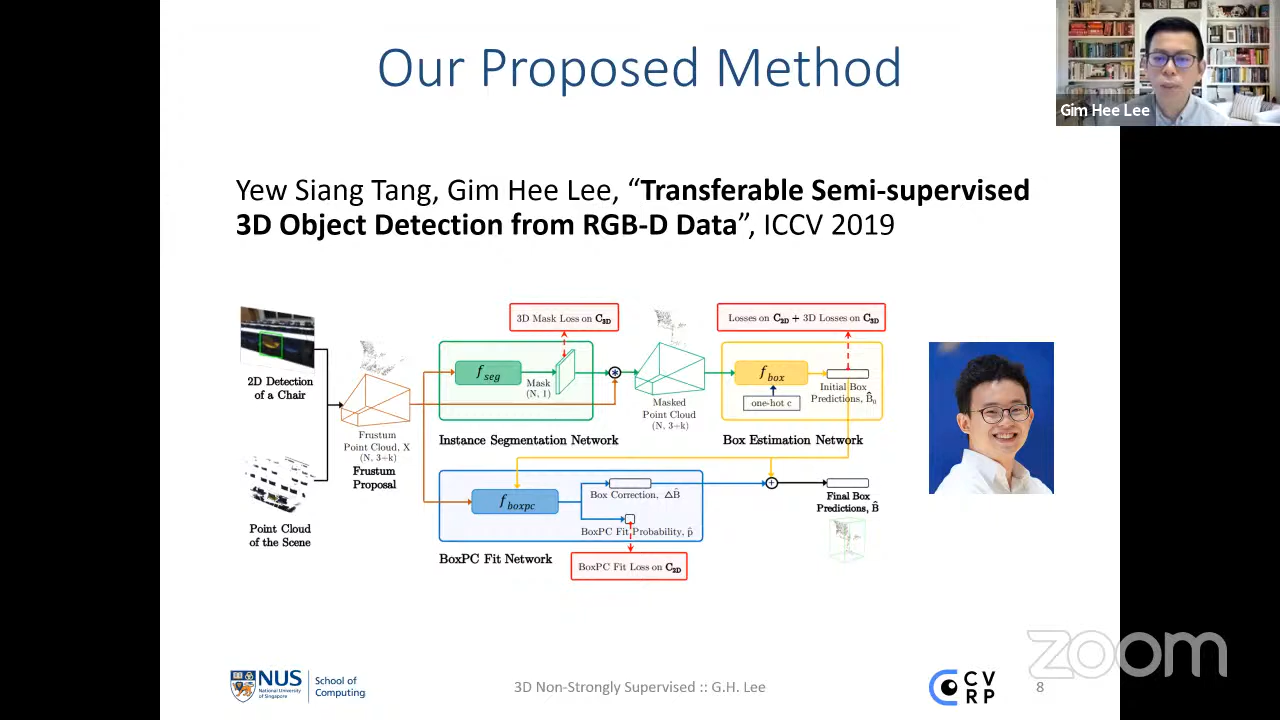 Our Proposed Method
Gim Hee Lee
Yew Siang Tang, Gim Hee Lee, “Transferable Semi-supervised
3D Object Detection from RGB-D Data”, ICCV 2019
3D Mask Loss on C3D
Losses on C2D + 3D Losses on C3D
2D Detection
of a Chair
Frustum
Point Cloud, X
(N, 3+k)
Frustum
Proposal
Point Cloud
of the Scene
fseg
Mask
(N, 1)
Instance Segmentation Network
Masked
Point Cloud
(N, 3+k)
fbox
one-hot c
Initial Box
Predictions, B̂0
Box Estimation Network
fboxpc
Box Correction, △B̂
BoxPC Fit Probability, p̂
BoxPC Fit Network
BoxPC Fit Loss on C2D
Final Box
Predictions, B̂
NUS
National University
of Singapore
School of
Computing
3D Non-Strongly Supervised :: G.H. Lee
CV
RP
8
zoom